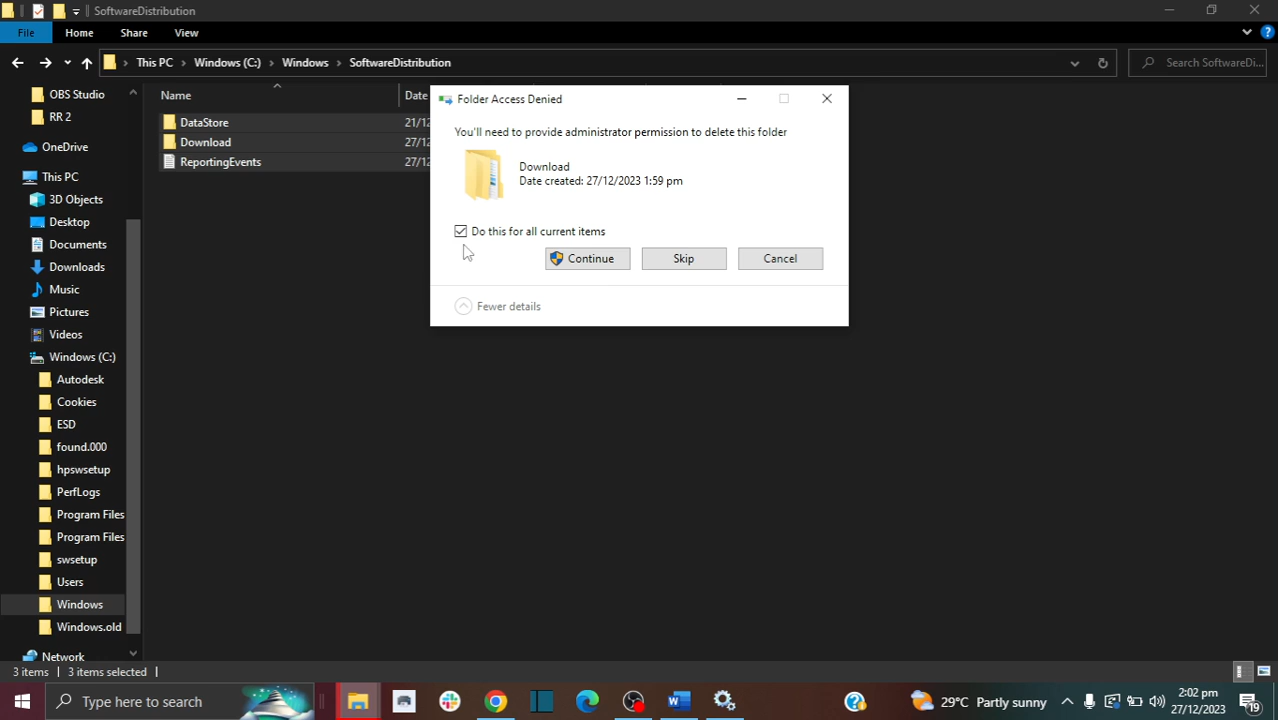 SoftwareDistribution
File Home Share View
This PC Windows (C:) Windows SoftwareDistribution Search SoftwareDi...
OBS Studio
RR 2
OneDrive
This PC
3D Objects
Desktop
Documents
Downloads
Music
Pictures
Videos
Windows (C:)
Autodesk
Cookies
ESD
found.000
hpswsetup
PerfLogs
Program Files
Program Files
swsetup
Users
Windows
Windows.old
Network
Name Date
DataStore 21/12
Download 27/12
ReportingEvents 27/12
Folder Access Denied
You'll need to provide administrator permission to delete this folder
Download
Date created: 27/12/2023 1:59 pm
Do this for all current items
Continue Skip Cancel
Fewer details
3 items 3 items selected
Type here to search
29°C Partly sunny
2:02 pm
27/12/2023
19